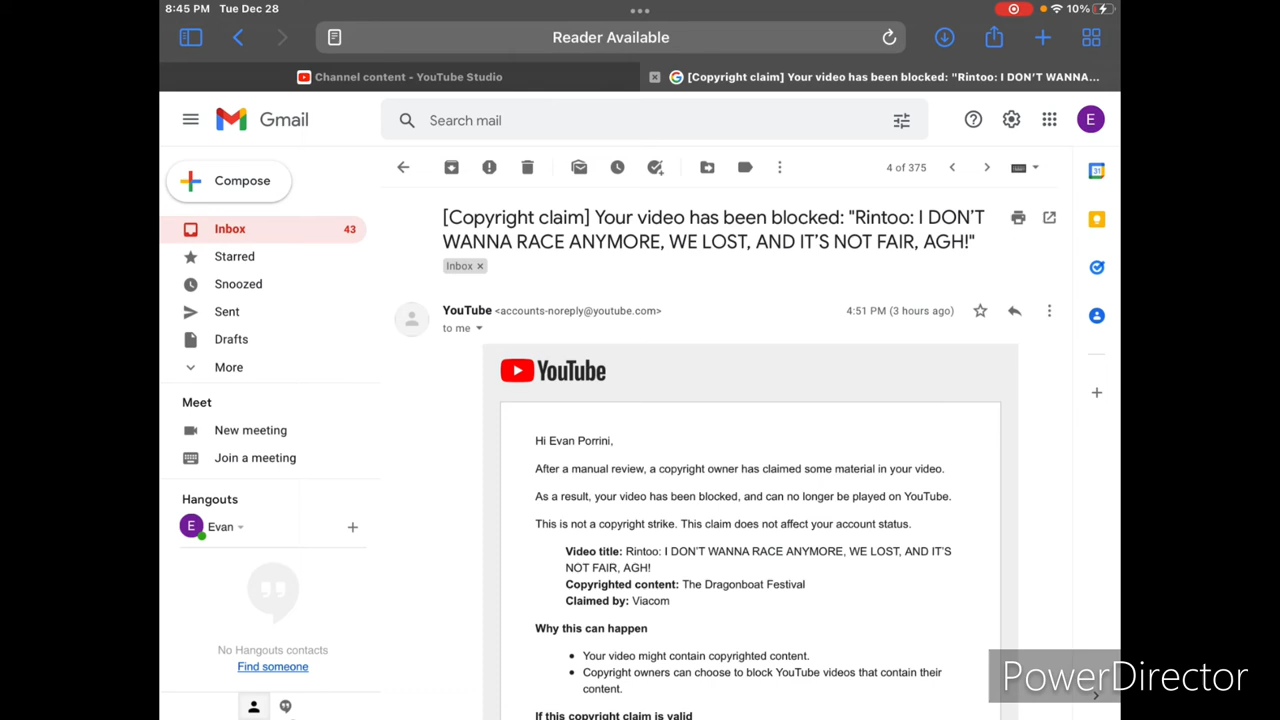 8:45 PM Tue Dec 28
10%
Reader Available
Channel content - YouTube Studio
[Copyright claim] Your video has been blocked: "Rintoo: I DON'T WANNA...
Gmail
Search mail
E
Compose
4 of 375
31
[Copyright claim] Your video has been blocked: "Rintoo: I DON'T
WANNA RACE ANYMORE, WE LOST, AND IT'S NOT FAIR, AGH!"
Inbox x
Inbox 43
Starred
Snoozed
Sent
Drafts
More
YouTube <accounts-noreply@youtube.com>
4:51 PM (3 hours ago)
to me
YouTube
Meet
New meeting
Join a meeting
Hangouts
E Evan
No Hangouts contacts
Find someone
Hi Evan Porrini,
After a manual review, a copyright owner has claimed some material in your video.
As a result, your video has been blocked, and can no longer be played on YouTube.
This is not a copyright strike. This claim does not affect your account status.
Video title: Rintoo: I DON'T WANNA RACE ANYMORE, WE LOST, AND IT'S
NOT FAIR, AGH!
Copyrighted content: The Dragonboat Festival
Claimed by: Viacom
Why this can happen
• Your video might contain copyrighted content.
• Copyright owners can choose to block YouTube videos that contain their
content.
If this copyright claim is valid
PowerDirector